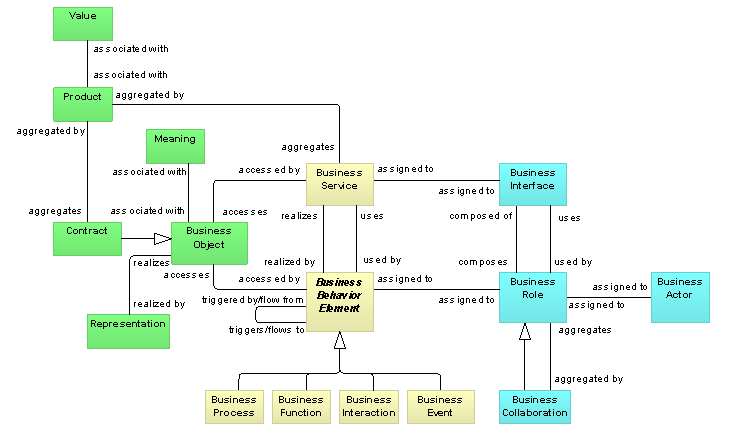 Value
associated with
associated with
Product
aggregated by
aggregated by
Meaning
aggregates
associated with
accessed by
Business
Service
assigned to
Business
Interface
assigned to
aggregates
associated with
accesses
realizes
uses
composed of
uses
Contract
Business
Object
realizes
accesses
realized by
used by
composes
used by
accessed by
Business
Behavior
Element
assigned to
assigned to
Business
Role
assigned to
assigned to
Business
Actor
triggered by/flow from
triggers/flows to
realized by
Representation
aggregates
aggregated by
Business
Process
Business
Function
Business
Interaction
Business
Event
Business
Collaboration